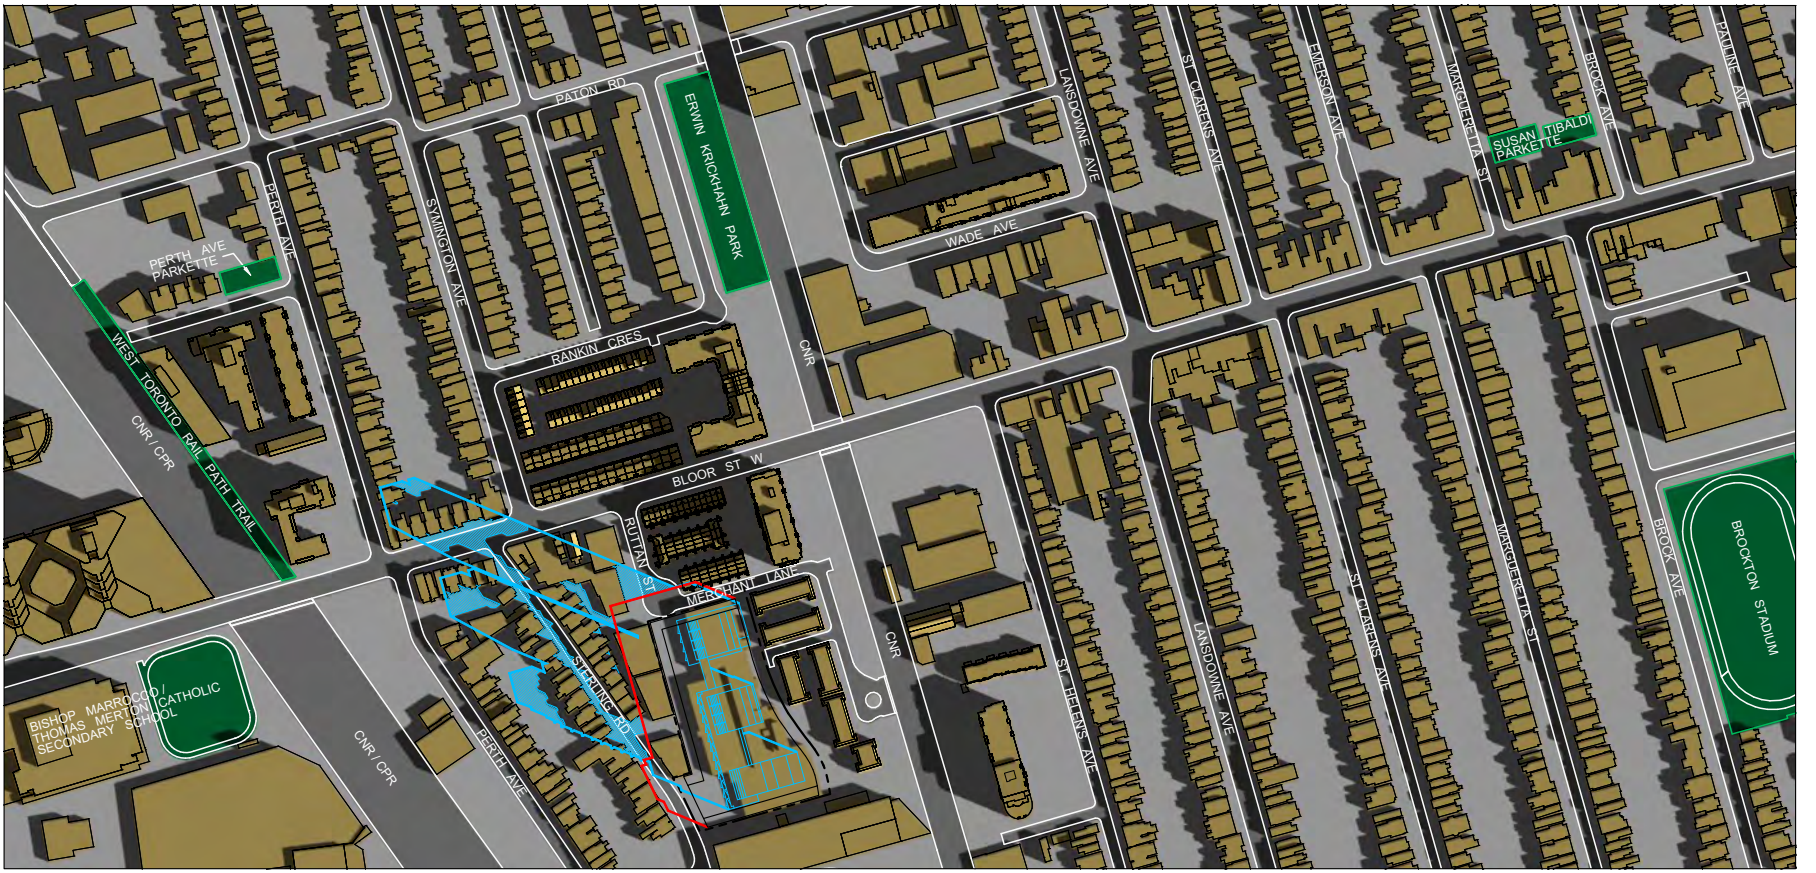 PATON RD
ERWIN KRICKHAHN PARK
LANSDOWNE AVE
ST CLARENS AVE
EMERSON AVE
MARGUERETTA ST
BROCK AVE
PAULINE AVE
SUSAN TIBALDI
PARKETTE
PERTH AVE
SYMINGTON AVE
PERTH AVE
PARKETTE
WADE AVE
RANKIN CRES
CNR
WEST TORONTO RAIL PATH TRAIL
CNR / CPR
BLOOR ST W
RUTTAN ST
MERCHANT LANE
BROCKTON STADIUM
BROCK AVE
MARGUERETTA ST
ST CLARENS AVE
LANSDOWNE AVE
ST HELENS AVE
CNR
STERLING RD
BISHOP MARROCCO /
THOMAS MERTON CATHOLIC
SECONDARY SCHOOL
CNR / CPR
PERTH AVE